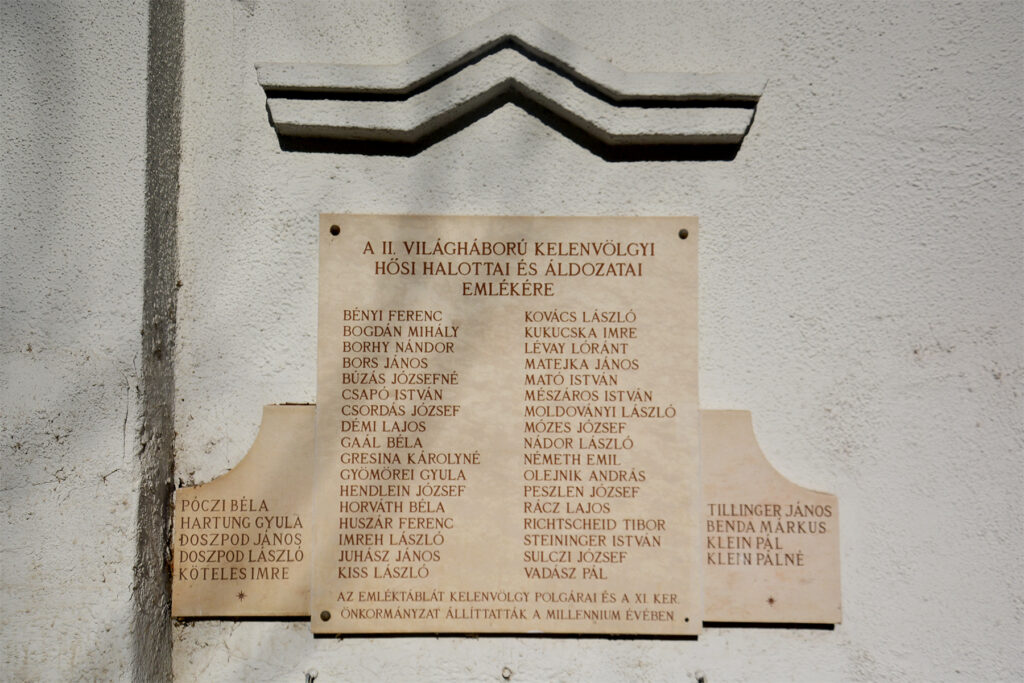 A II. VILÁGHÁBORÚ KELENVÖLGYI
HŐSI HALOTTAI ÉS ÁLDOZATAI
EMLÉKÉRE
BÉNYI FERENC
BOGDÁN MIHÁLY
BORHY NÁNDOR
BORS JÁNOS
BÚZÁS JÓZSEFNÉ
CSAPÓ ISTVÁN
CSORDÁS JÓZSEF
DÉMI LAJOS
GAÁL BÉLA
GRESINA KÁROLYNÉ
GYÖMÖREI GYULA
HENDLEIN JÓZSEF
HORVÁTH BÉLA
HUSZÁR FERENC
IMREH LÁSZLÓ
JUHÁSZ JÁNOS
KISS LÁSZLÓ
KOVÁCS LÁSZLÓ
KUKUCSKA IMRE
LÉVAY LÓRÁNT
MATEJKA JÁNOS
MATÓ ISTVÁN
MÉSZÁROS ISTVÁN
MOLDOVÁNYI LÁSZLÓ
MÓZES JÓZSEF
NÁDOR LÁSZLÓ
NÉMETH EMIL
OLEJNIK ANDRÁS
PESZLEN JÓZSEF
RÁCZ LAJOS
RICHTSCHEID TIBOR
STEININGER ISTVÁN
SULCZI JÓZSEF
VADÁSZ PÁL
AZ EMLÉKTÁBLÁT KELENVÖLGY POLGÁRAI ÉS A XI. KER.
ÖNKORMÁNYZAT ÁLLÍTTATTÁK A MILLENNIUM ÉVÉBEN
PÓCZI BÉLA
HARTUNG GYULA
DOSZPOD JÁNOS
DOSZPOD LÁSZLÓ
KÖTELES IMRE
TILLINGER JÁNOS
BENDA MÁRKUS
KLEIN PÁL
KLEIN PÁLNÉ